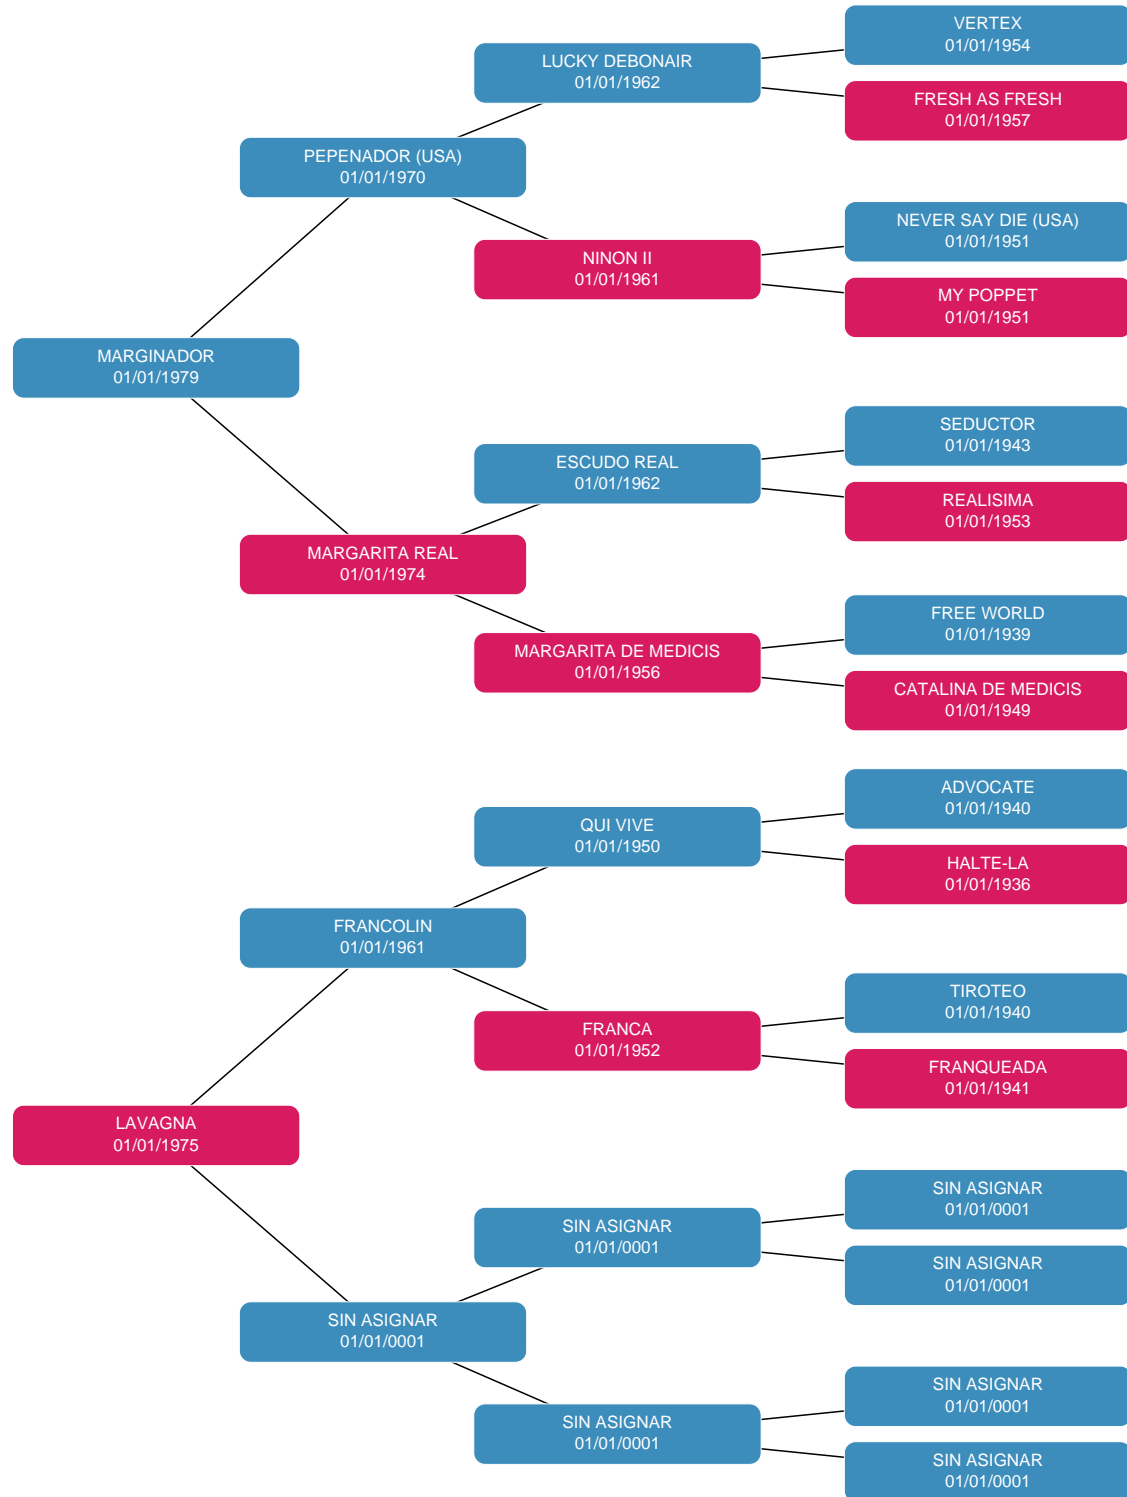 VERTEX
01/01/1954
LUCKY DEBONAIR
01/01/1962
FRESH AS FRESH
01/01/1957
PEPENADOR (USA)
01/01/1970
NEVER SAY DIE (USA)
01/01/1951
NINON II
01/01/1961
MY POPPET
01/01/1951
MARGINADOR
01/01/1979
SEDUCTOR
01/01/1943
ESCUDO REAL
01/01/1962
REALISIMA
01/01/1953
MARGARITA REAL
01/01/1974
FREE WORLD
01/01/1939
MARGARITA DE MEDICIS
01/01/1956
CATALINA DE MEDICIS
01/01/1949
ADVOCATE
01/01/1940
QUI VIVE
01/01/1950
HALTE-LA
01/01/1936
FRANCOLIN
01/01/1961
TIROTEO
01/01/1940
FRANCA
01/01/1952
FRANQUEADA
01/01/1941
LAVAGNA
01/01/1975
SIN ASIGNAR
01/01/0001
SIN ASIGNAR
01/01/0001
SIN ASIGNAR
01/01/0001
SIN ASIGNAR
01/01/0001
SIN ASIGNAR
01/01/0001
SIN ASIGNAR
01/01/0001
SIN ASIGNAR
01/01/0001